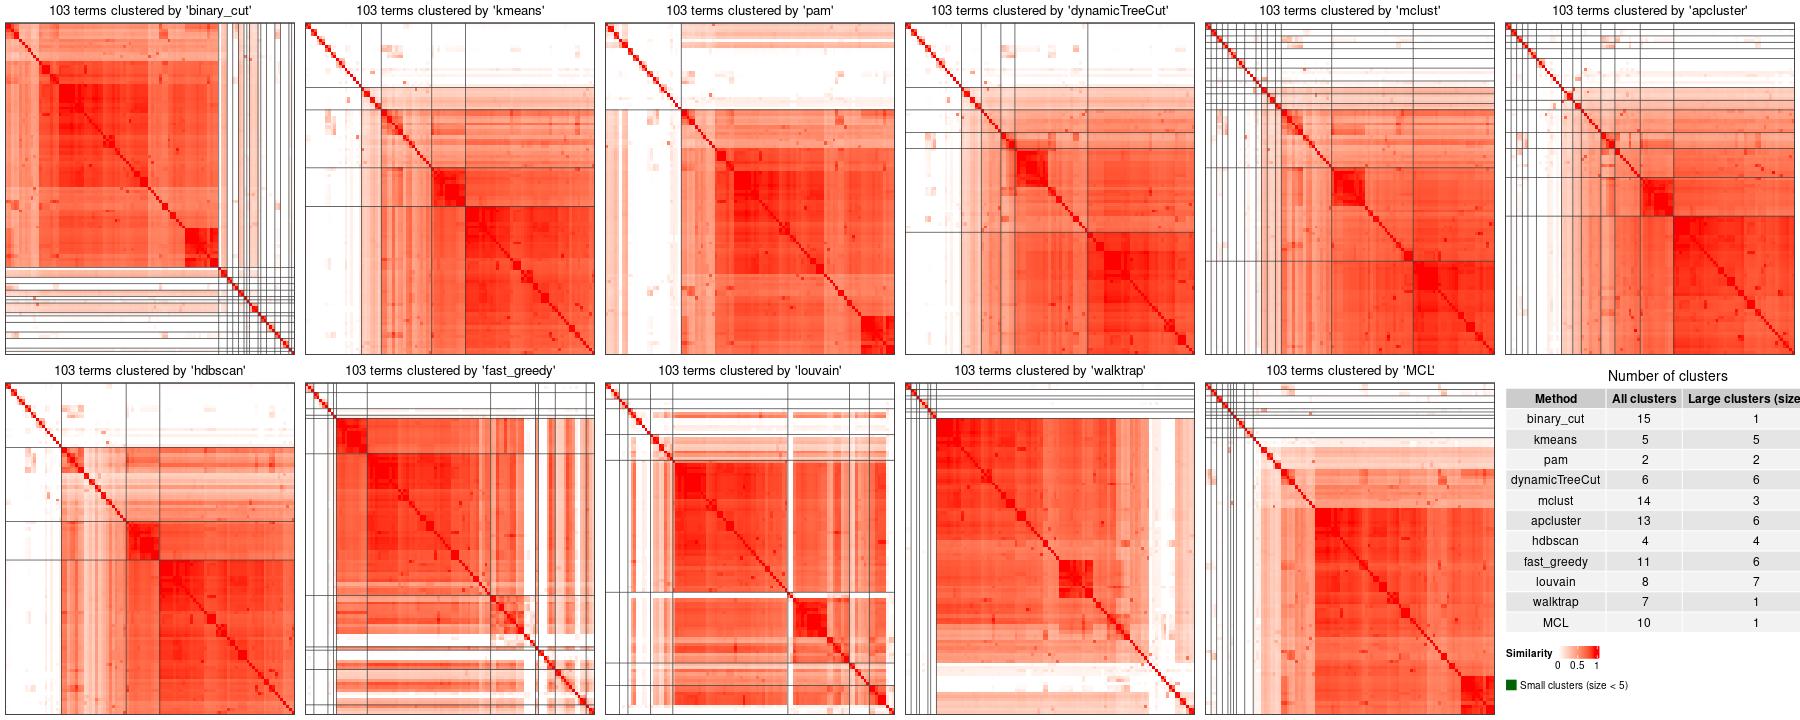 103 terms clustered by 'binary_cut'
103 terms clustered by 'kmeans'
103 terms clustered by 'pam'
103 terms clustered by 'dynamicTreeCut'
103 terms clustered by 'mclust'
103 terms clustered by 'apcluster'
103 terms clustered by 'hdbscan'
103 terms clustered by 'fast_greedy'
103 terms clustered by 'louvain'
103 terms clustered by 'walktrap'
103 terms clustered by 'MCL'
Number of clusters
Method All clusters Large clusters (size
binary_cut 15 1
kmeans 5 5
pam 2 2
dynamicTreeCut 6 6
mclust 14 3
apcluster 13 6
hdbscan 4 4
fast_greedy 11 6
louvain 8 7
walktrap 7 1
MCL 10 1
Similarity
0 0.5 1
Small clusters (size < 5)